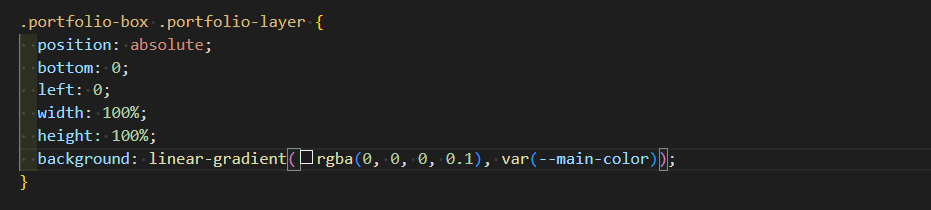 .portfolio-box .portfolio-layer {
position: absolute;
bottom: 0;
left: 0;
width: 100%;
height: 100%;
background: linear-gradient(rgba(0, 0, 0, 0.1), var(--main-color));
}